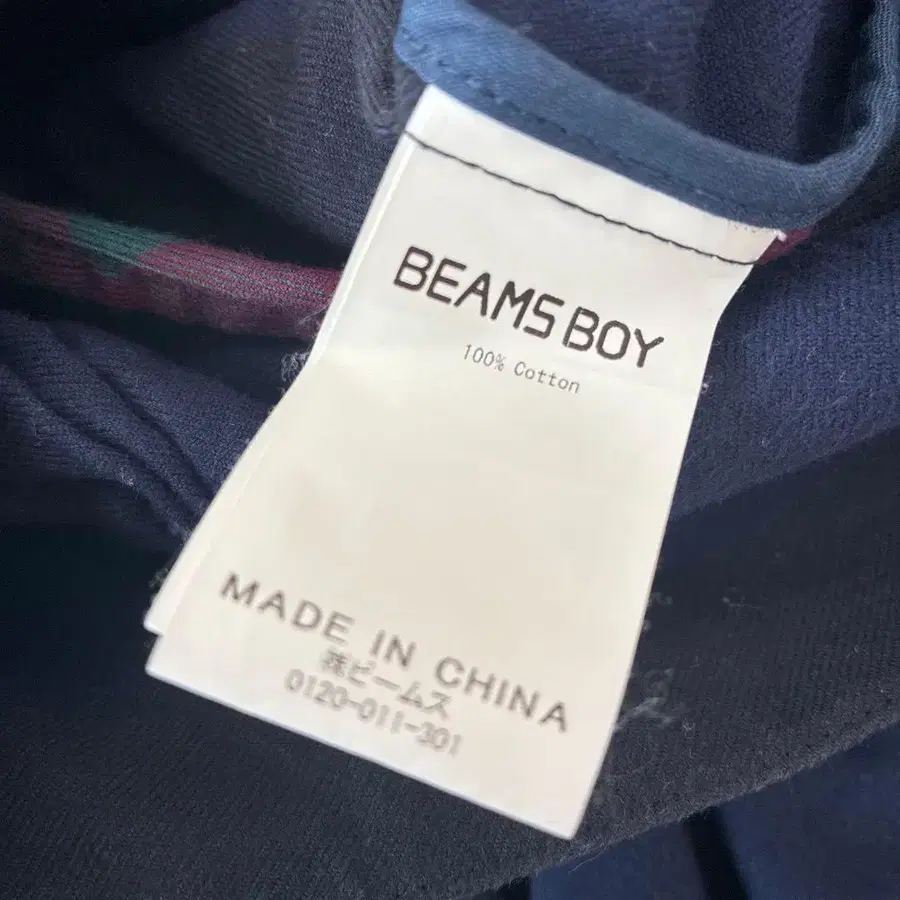 BEAMS BOY
100% Cotton
MADE IN CHINA
㈱ビームス
0120-011-301